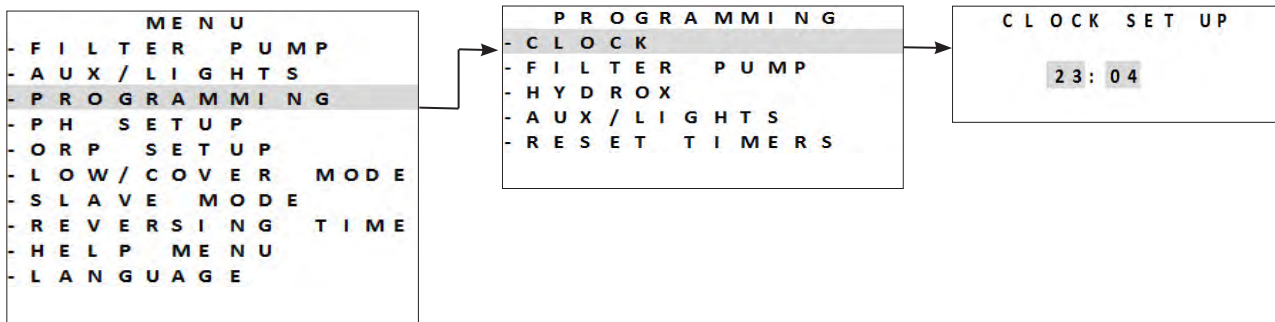 MENU
- FILTER PUMP
- AUX/LIGHTS
- PROGRAMMING
- PH SETUP
- ORP SETUP
- LOW/COVER MODE
- SLAVE MODE
- REVERSING TIME
- HELP MENU
- LANGUAGE
PROGRAMMING
- CLOCK
- FILTER PUMP
- HYDROX
- AUX/LIGHTS
- RESET TIMERS
CLOCK SET UP
23:04